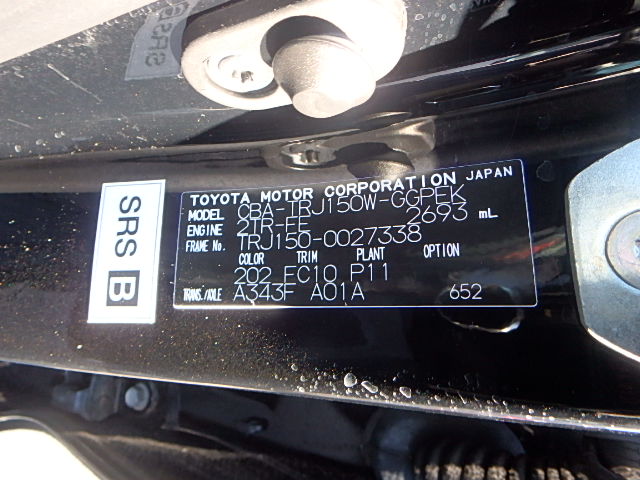 TOYOTA MOTOR CORPORATION JAPAN
MODEL CBA-TRJ150W-GGPEK
ENGINE 2TR-FE 2693 mL
FRAME No. TRJ150-0027338
COLOR TRIM PLANT OPTION
202 FC10 P11
TRANS./AXLE A343F A01A 652
SRS B